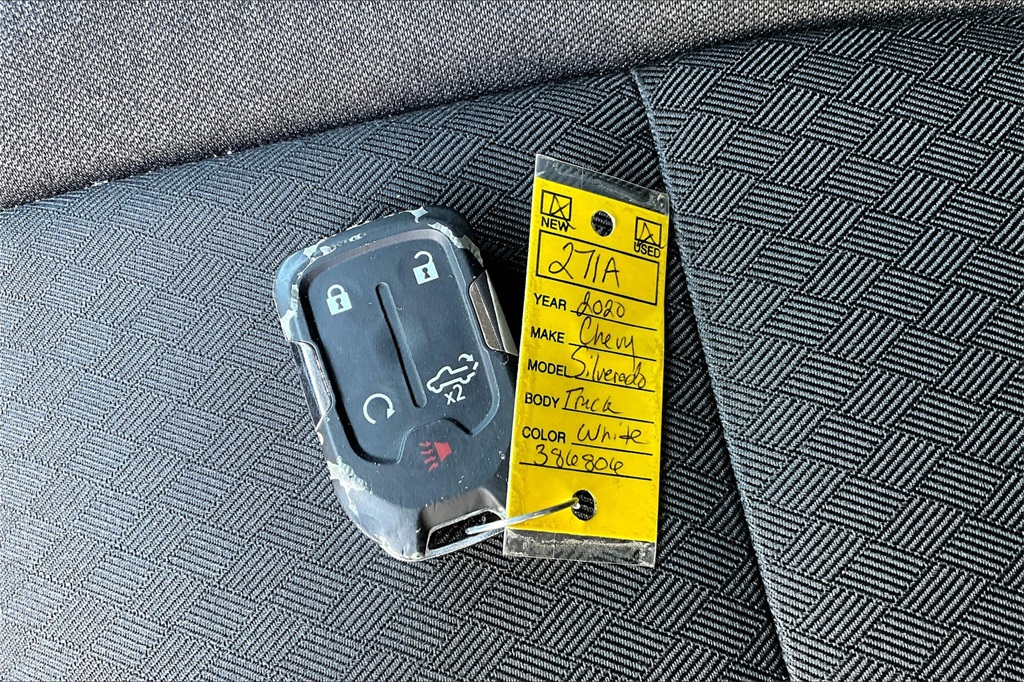 NEW
USED
271A
YEAR 2020
MAKE Chevy
MODEL Silverado
BODY Truck
COLOR White
386806
x2